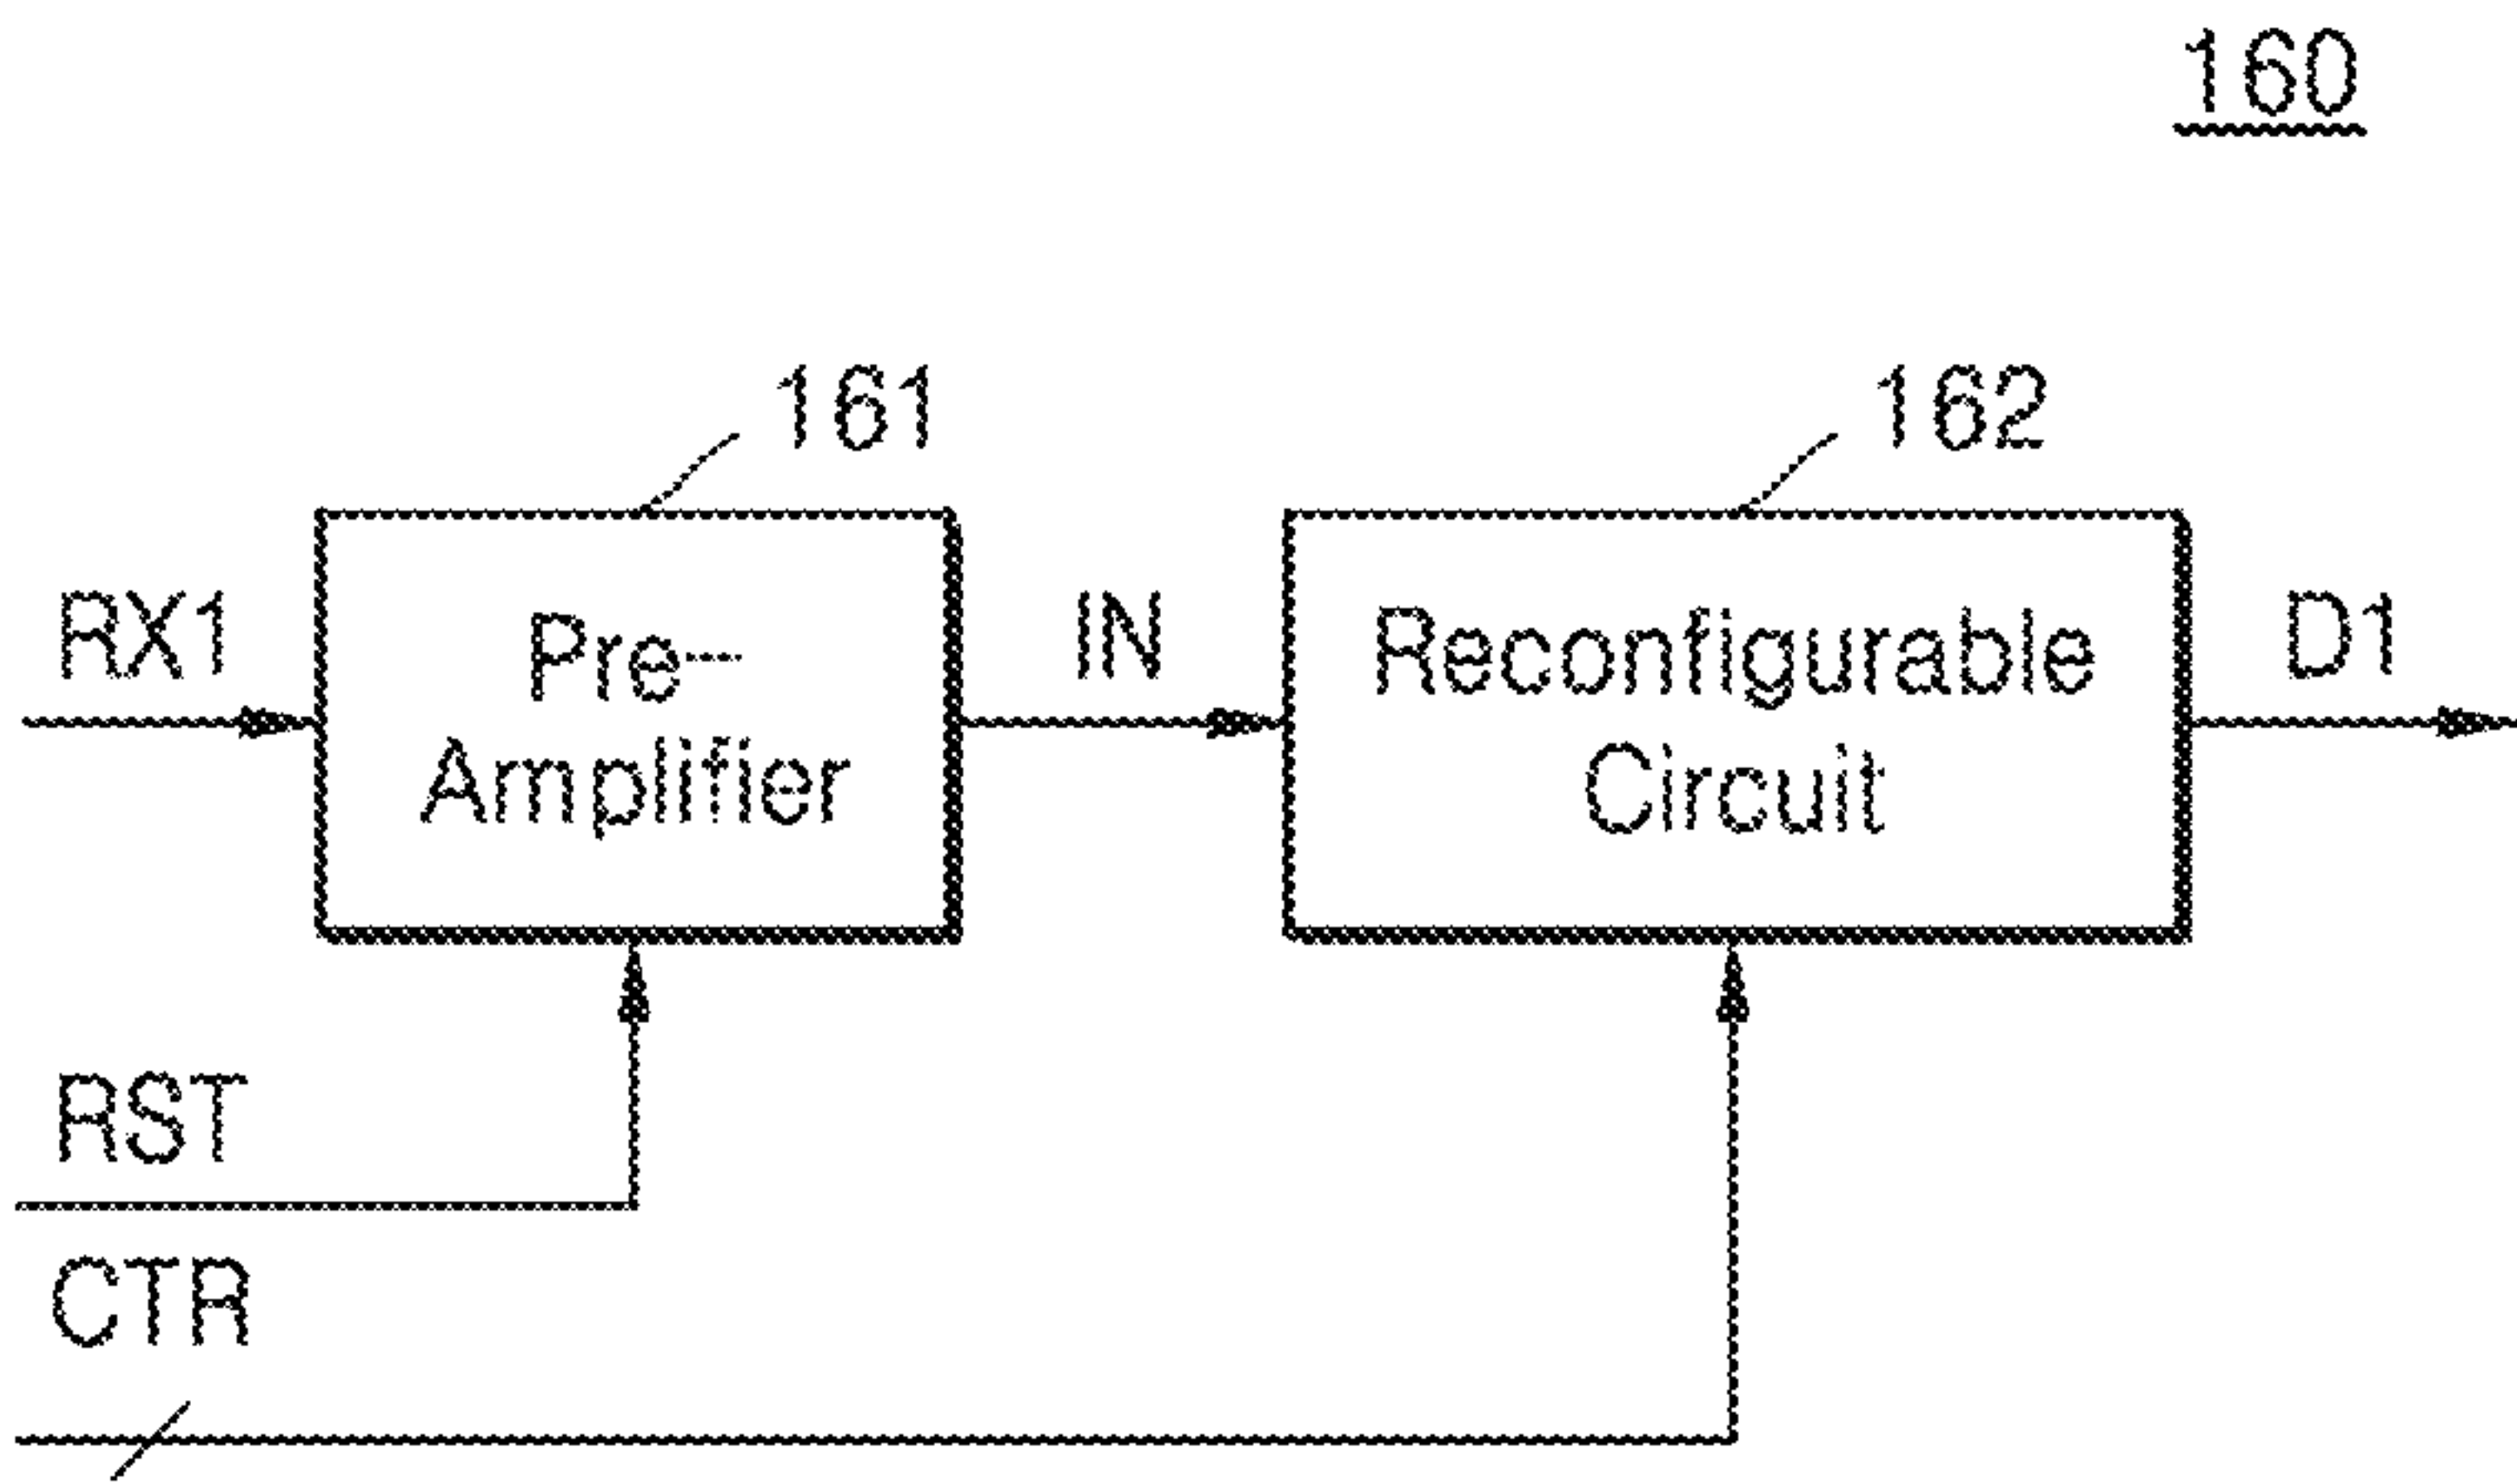 160
161
162
RX1
Pre-
Amplifier
IN
Reconfigurable
Circuit
D1
RST
CTR